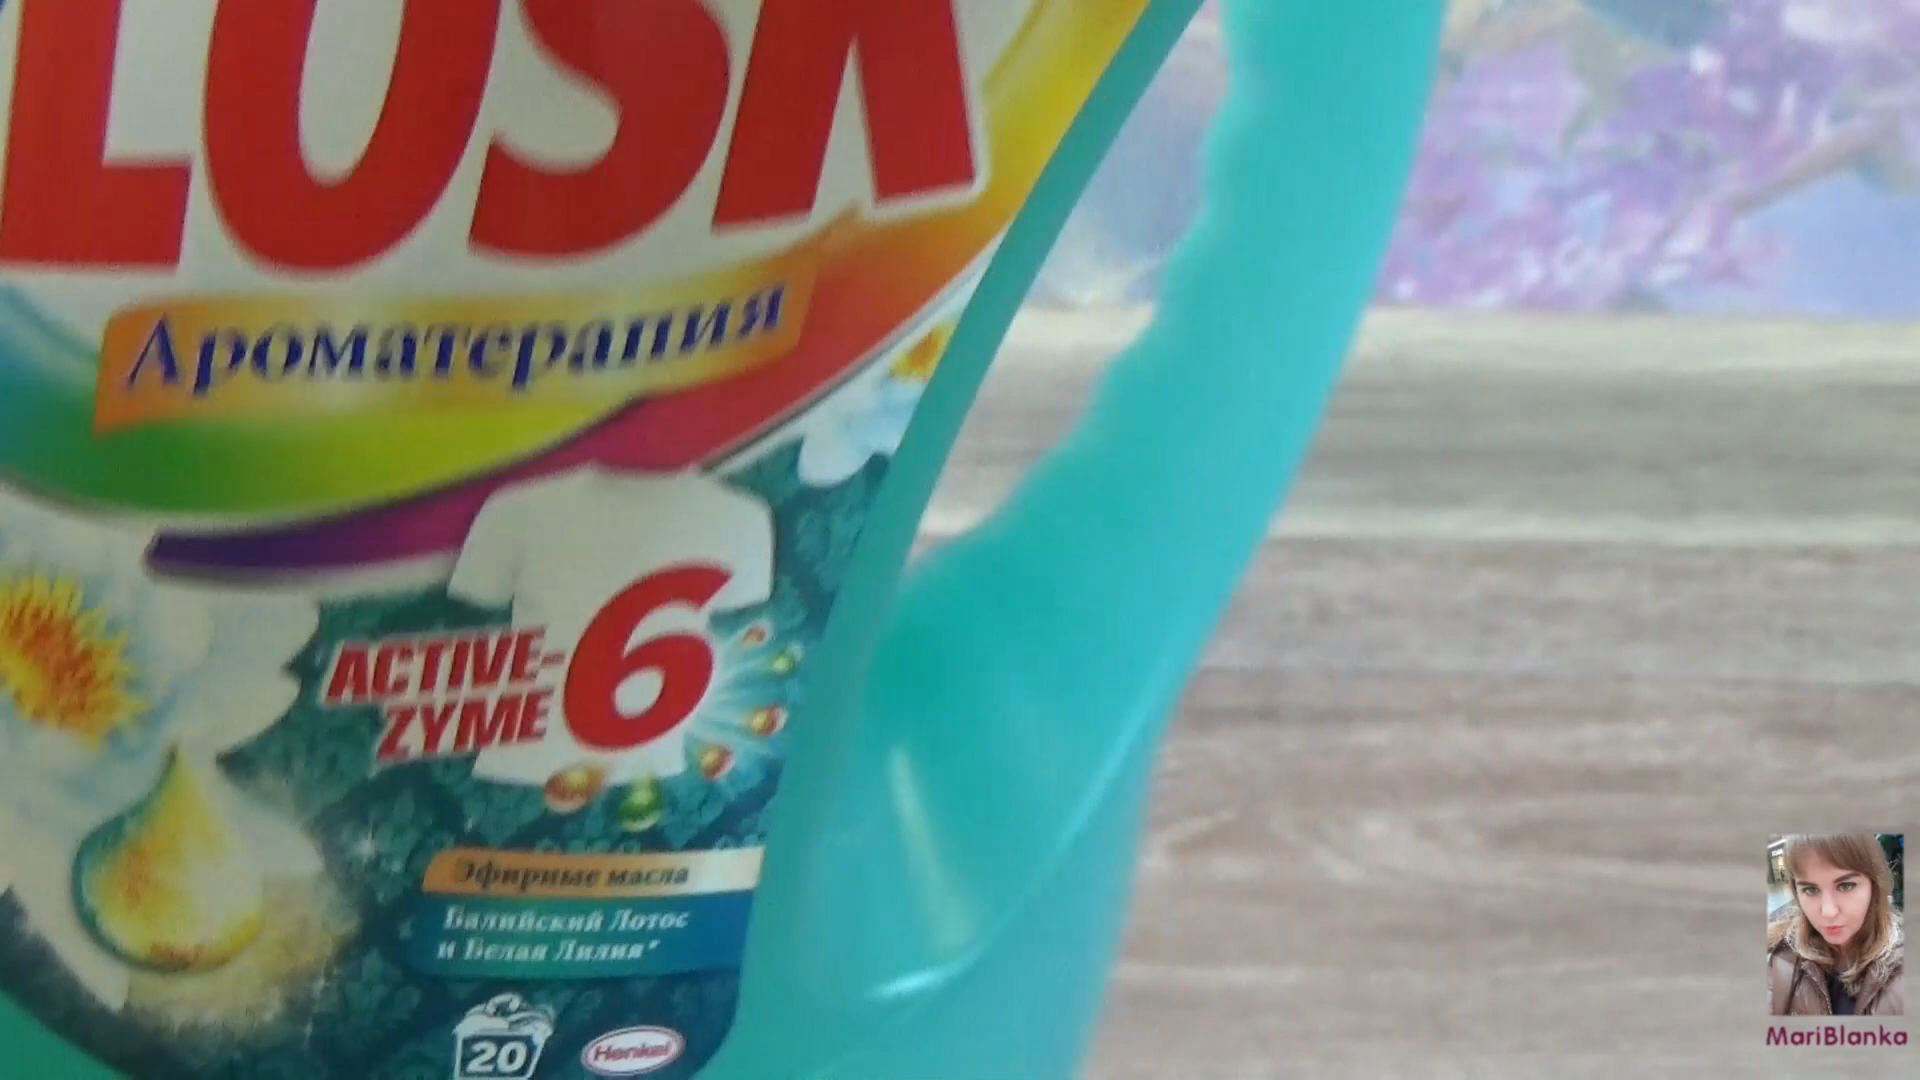 LOSK
Ароматерапия
ACTIVE-
ZYME 6
Эфирные масла
Балийский Лотос
и Белая Лилия*
20
Henkel
MariBlanka